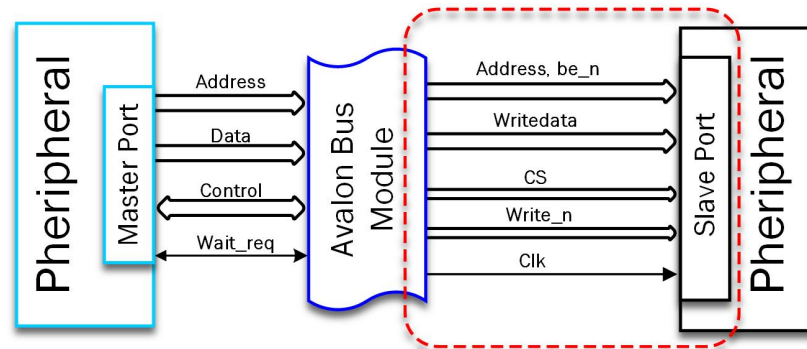 Pheripheral
Master Port
Address
Data
Control
Wait_req
Avalon Bus
Module
Address, be_n
Writedata
CS
Write_n
Clk
Slave Port
Pheripheral